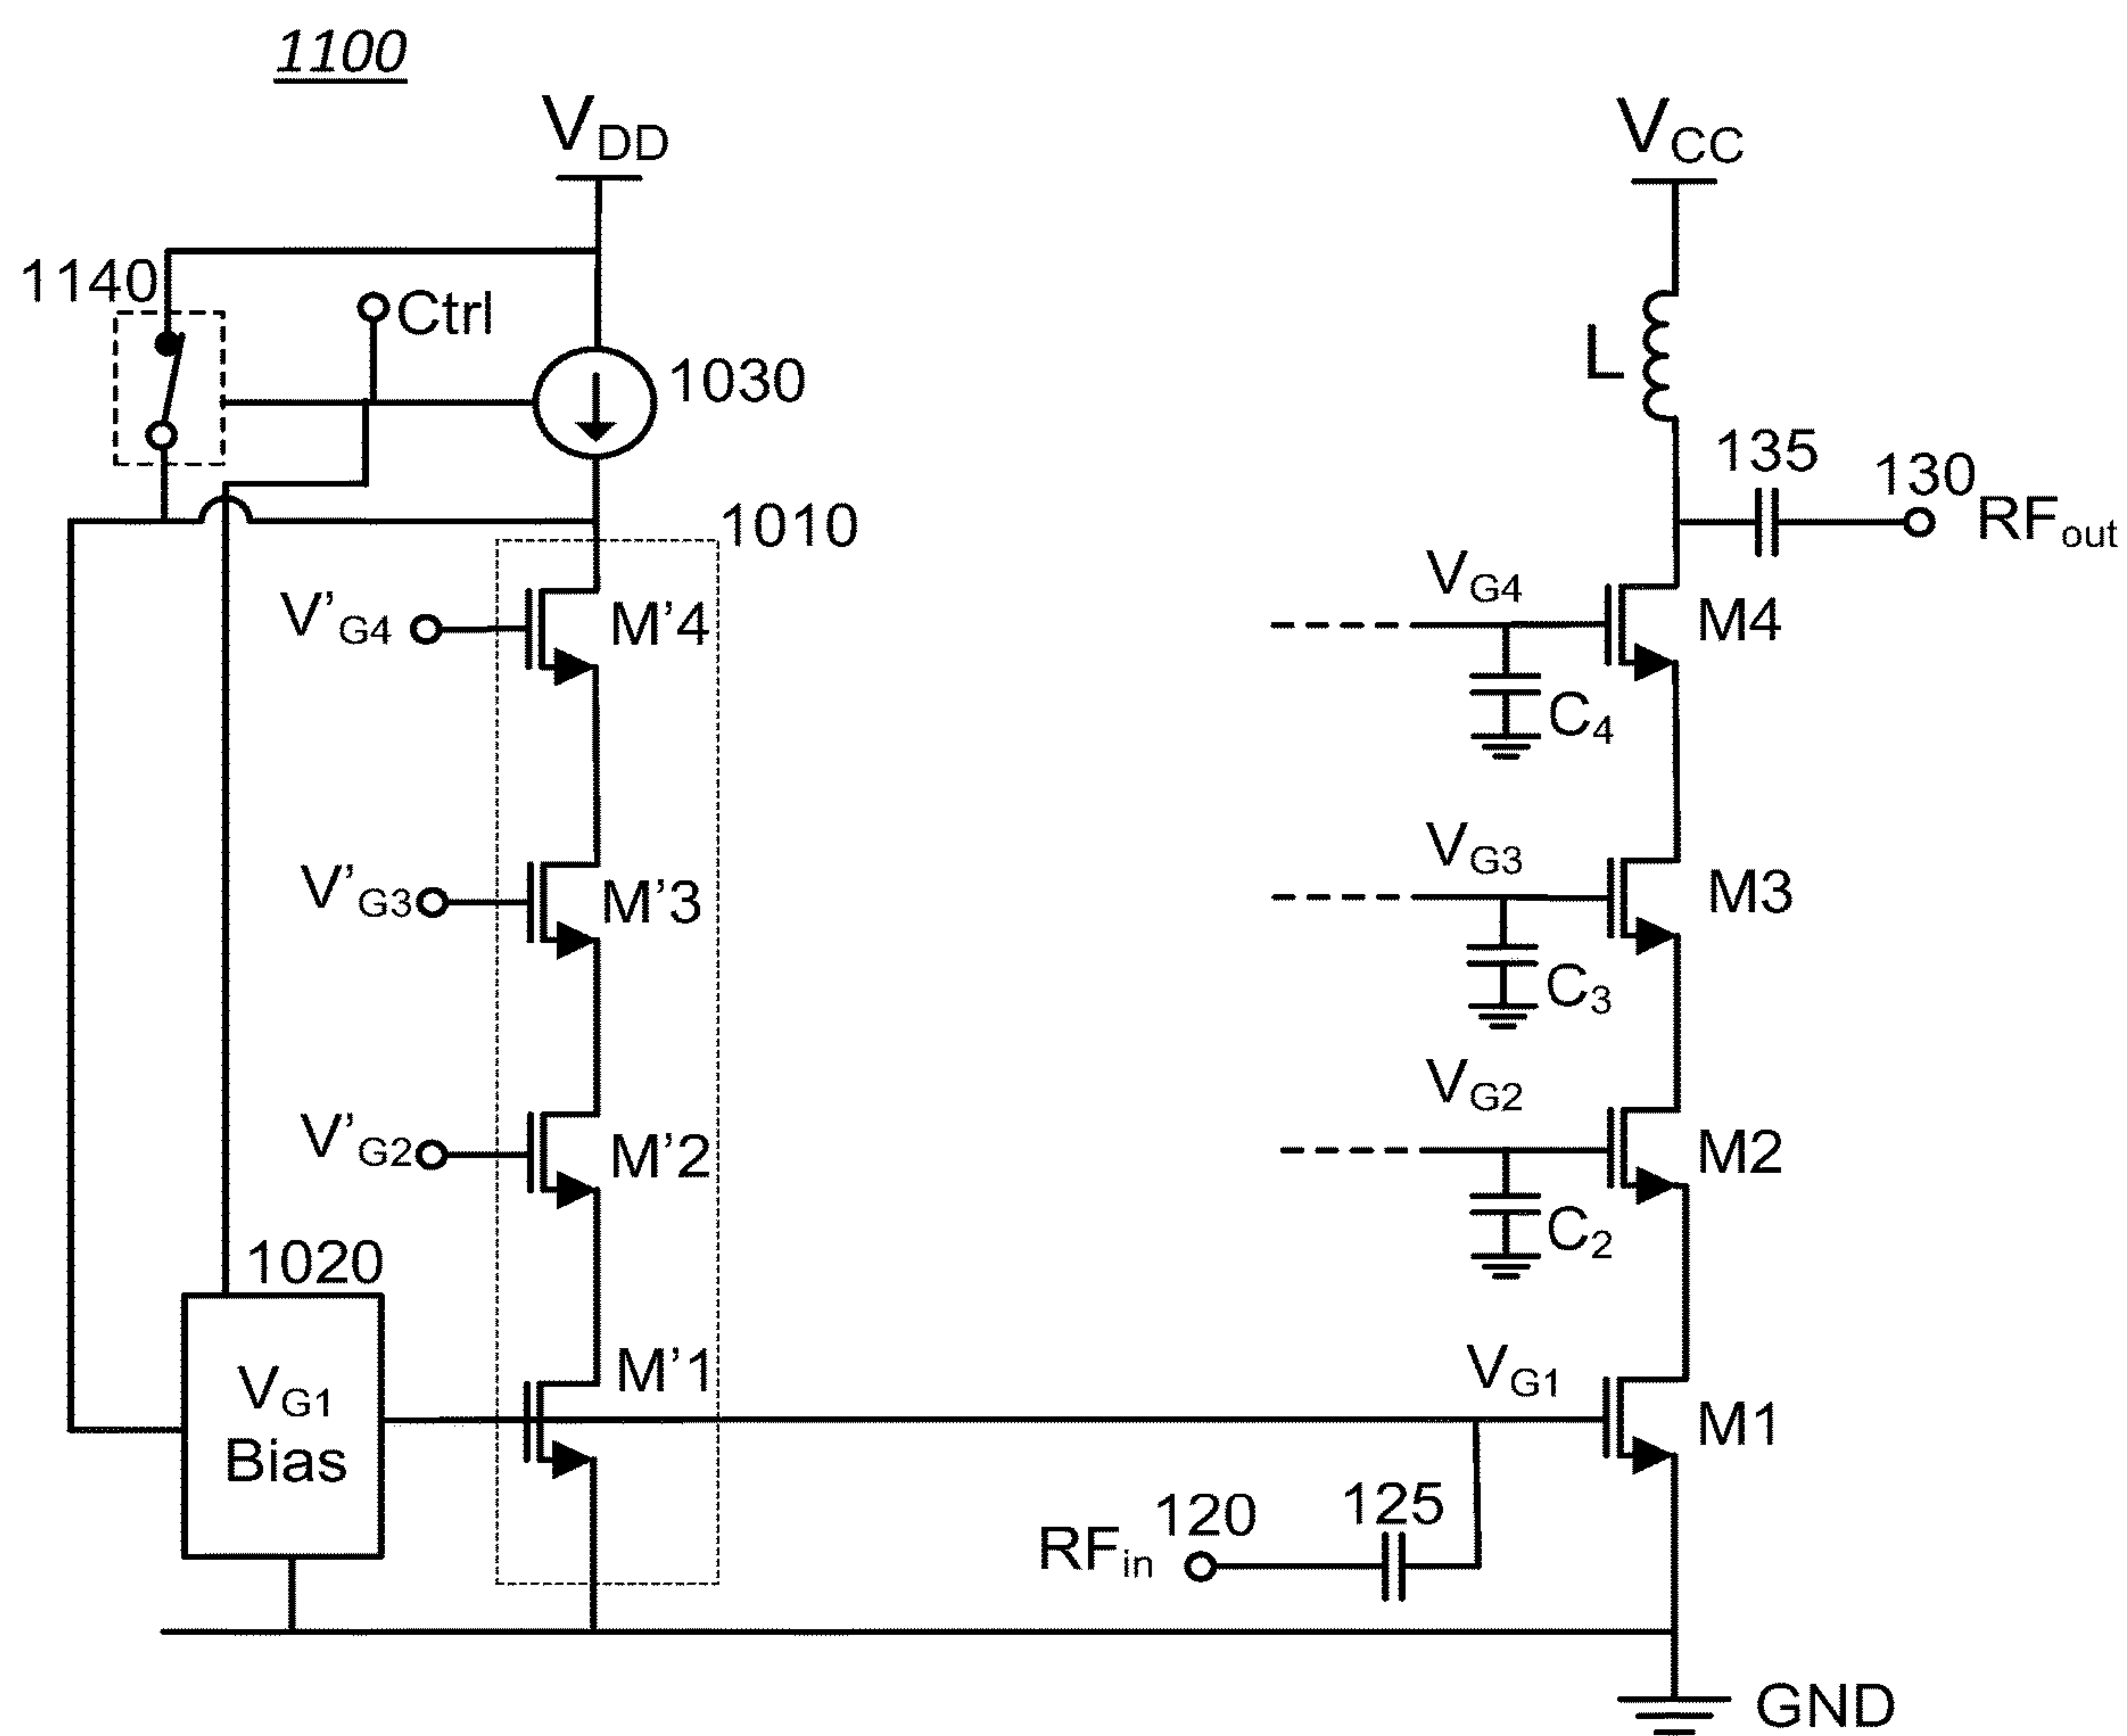 1100
VDD
VCC
1140
Ctrl
1030
L
135
130
RFout
1010
V'G4
M'4
VG4
M4
C4
V'G3
M'3
VG3
M3
C3
V'G2
M'2
VG2
M2
C2
1020
VG1
Bias
M'1
VG1
M1
RFin
120
125
GND